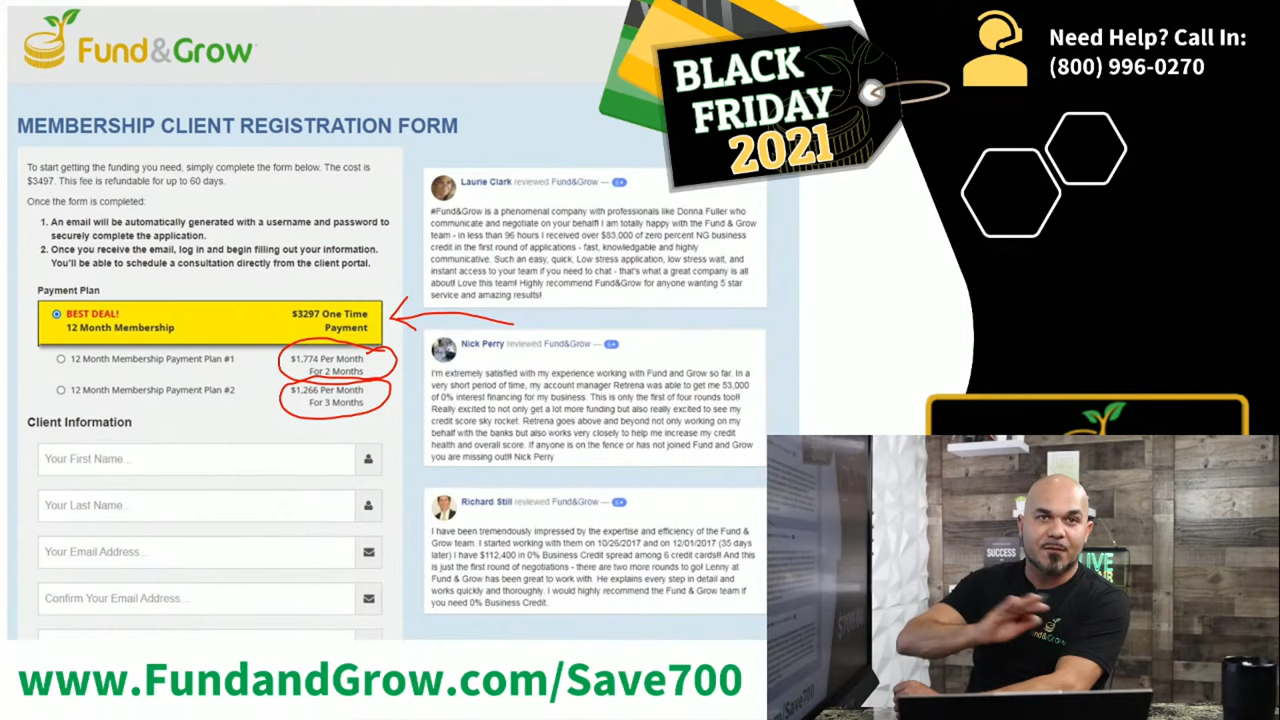 Fund&Grow
MEMBERSHIP CLIENT REGISTRATION FORM
To start getting the funding you need, simply complete the form below. The cost is
$3497. This fee is refundable for up to 60 days.
Once the form is completed:
1. An email will be automatically generated with a username and password to
securely complete the application.
2. Once you receive the email, log in and begin filling out your information.
You'll be able to schedule a consultation directly from the client portal.
Payment Plan
BEST DEAL!
12 Month Membership
$3297 One Time
Payment
12 Month Membership Payment Plan #1
$1,774 Per Month
For 2 Months
12 Month Membership Payment Plan #2
$1,266 Per Month
For 3 Months
Client Information
Your First Name...
Your Last Name...
Your Email Address...
Confirm Your Email Address...
Laurie Clark reviewed Fund&Grow —
#Fund&Grow is a phenomenal company with professionals like Donna Fuller who
communicate and negotiate on your behalf! I am totally happy with the Fund & Grow
team - in less than 96 hours I received over $83,000 of zero percent NG business
credit in the first round of applications - fast, knowledgable and highly
communicative. Such an easy, quick, Low stress application, low stress wait, and
instant access to your team if you need to chat - that's what a great company is all
about! Love this team! Highly recommend Fund&Grow for anyone wanting 5 star
service and amazing results!
Nick Perry reviewed Fund&Grow —
I'm extremely satisfied with my experience working with Fund and Grow so far. In a
very short period of time, my account manager Retrena was able to get me 53,000
of 0% interest financing for my business. This is only the first of four rounds too!!
Really excited to not only get a lot more funding but also really excited to see my
credit score sky rocket. Retrena goes above and beyond not only working on my
behalf with the banks but also works very closely to help me increase my credit
health and overall score. If anyone is on the fence or has not joined Fund and Grow
you are missing out!! Nick Perry
Richard Still reviewed Fund&Grow —
I have been tremendously impressed by the expertise and efficiency of the Fund &
Grow team. I started working with them on 10/26/2017 and on 12/01/2017 (35 days
later) I have $112,400 in 0% Business Credit spread among 6 credit cards!! And this
is just the first round of negotiations - there are two more rounds to go! Lenny at
Fund & Grow has been great to work with. He explains every step in detail and
works quickly and thoroughly. I would highly recommend the Fund & Grow team if
you need 0% Business Credit.
BLACK
FRIDAY
2021
Need Help? Call In:
(800) 996-0270
SUCCESS
LIVE
www.FundandGrow.com/Save700